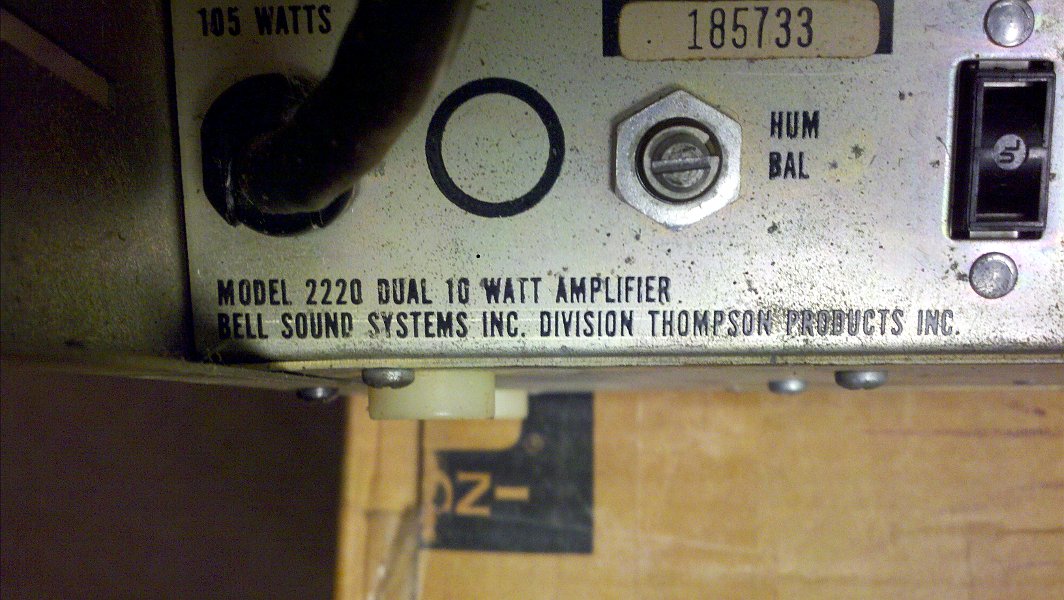 105 WATTS
185733
HUM
BAL
UL
MODEL 2220 DUAL 10 WATT AMPLIFIER
BELL SOUND SYSTEMS INC. DIVISION THOMPSON PRODUCTS INC.